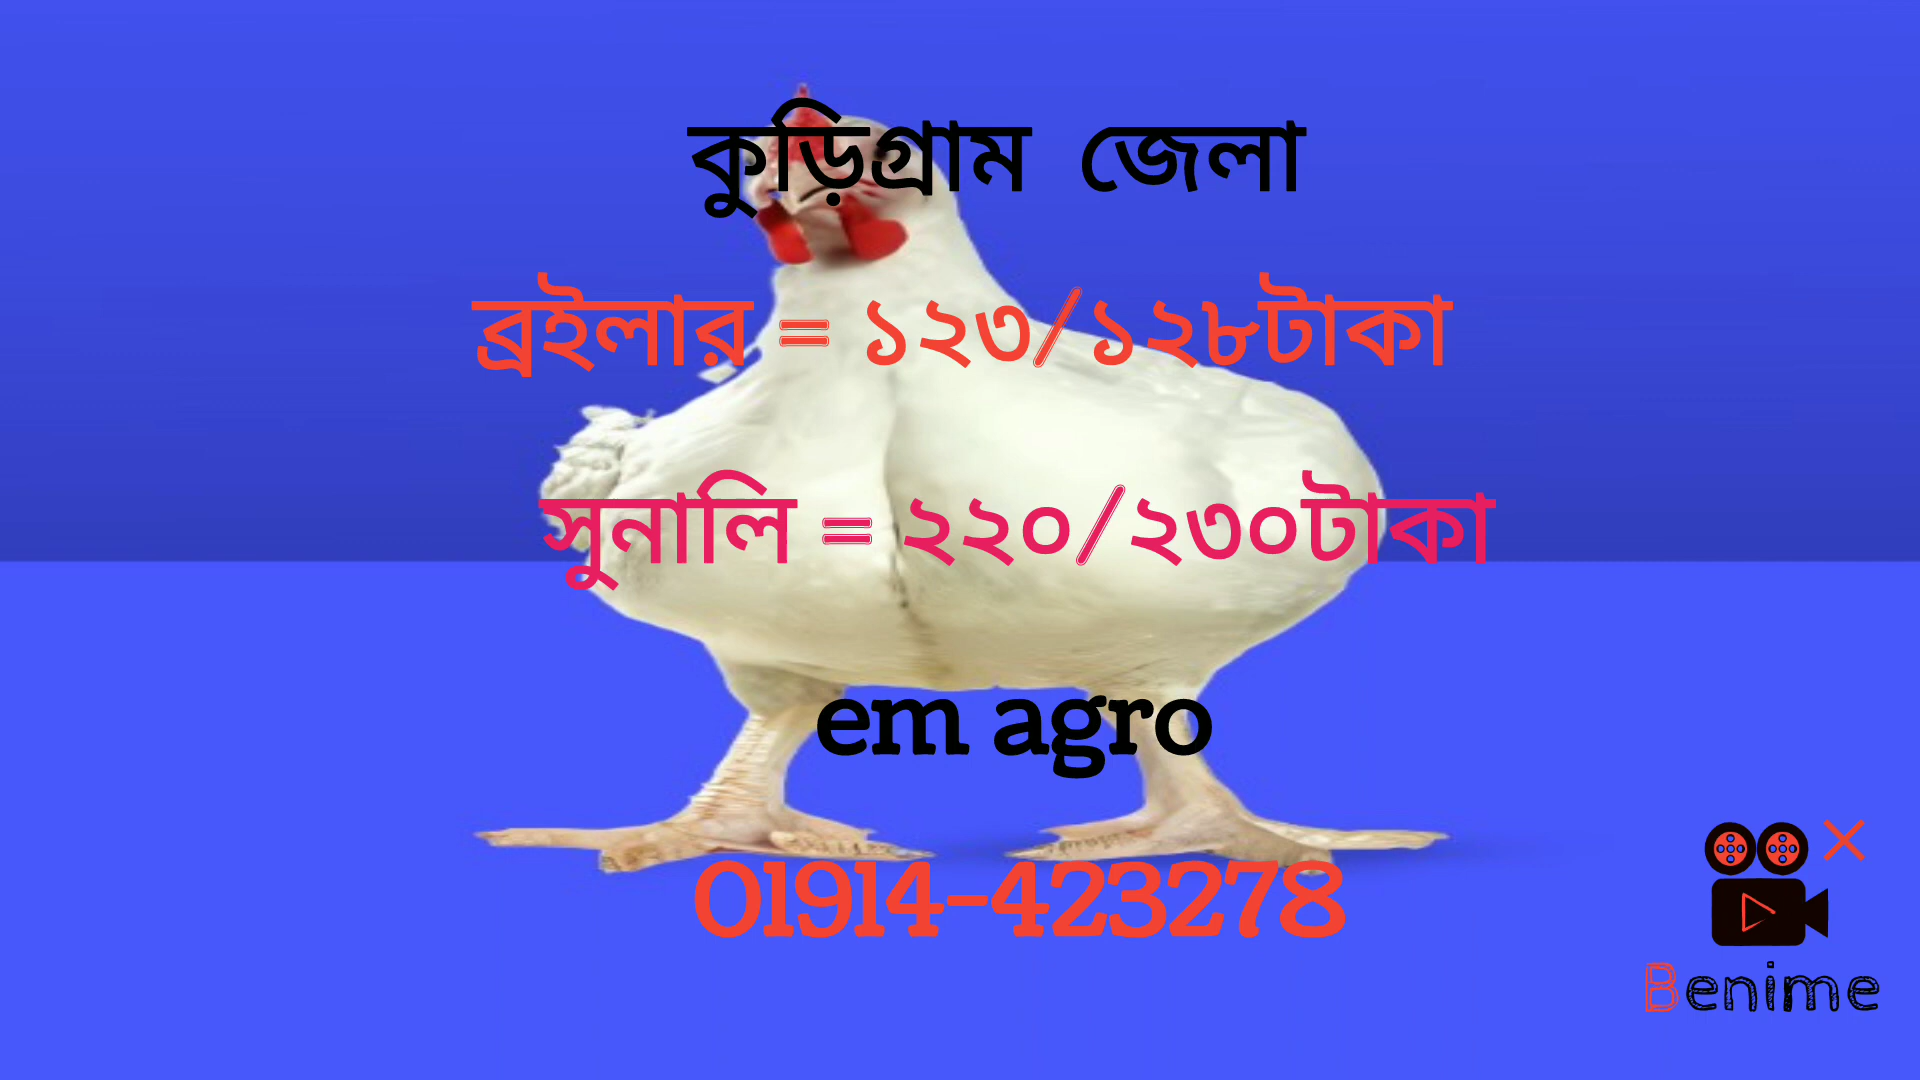 কুড়িগ্রাম জেলা
ব্রইলার = ১২৩/১২৮টাকা
সুনালি = ২২০/২৩০টাকা
em agro
01914-423278
Benime